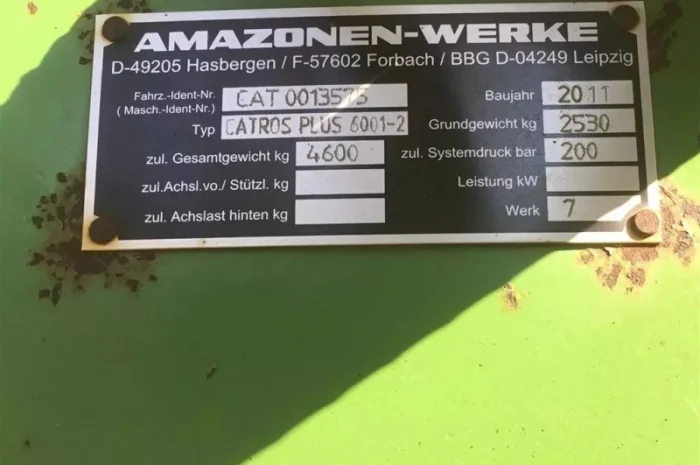 AMAZONEN-WERKE
D-49205 Hasbergen / F-57602 Forbach / BBG D-04249 Leipzig
Fahrz.-Ident-Nr. CAT 0013575 Baujahr 2011
( Masch.-Ident-Nr.)
Typ CATROS PLUS 6001-2 Grundgewicht kg 2530
zul. Gesamtgewicht kg 4600 zul. Systemdruck bar 200
zul.Achsl.vo./ Stützl. kg Leistung kW
zul. Achslast hinten kg Werk 7